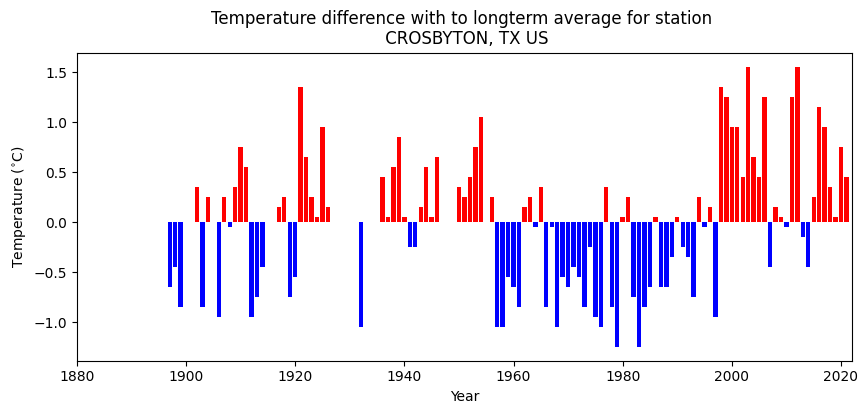 Temperature difference with to longterm average for station
CROSBYTON, TX US
Temperature (°C)
1.5
1.0
0.5
0.0
−0.5
−1.0
1880 1900 1920 1940 1960 1980 2000 2020
Year